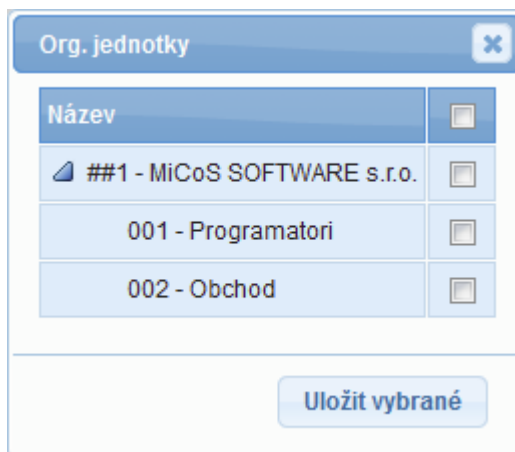 Org. jednotky
Název
##1 - MiCoS SOFTWARE s.r.o.
001 - Programatori
002 - Obchod
Uložit vybrané